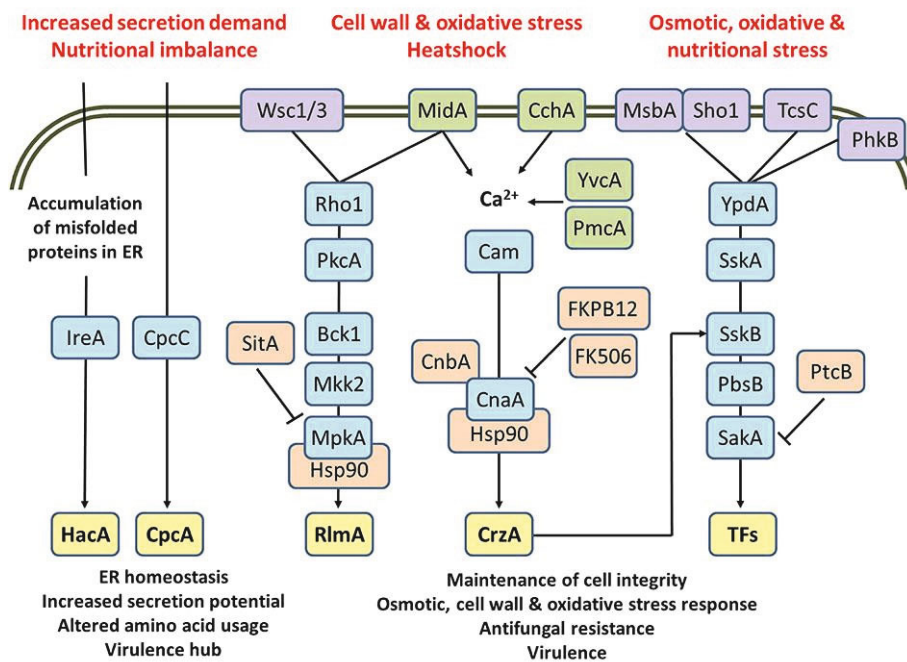 Increased secretion demand
Nutritional imbalance
Cell wall & oxidative stress
Heatshock
Osmotic, oxidative &
nutritional stress
Wsc1/3
MidA
CchA
MsbA
Sho1
TcsC
PhkB
Accumulation
of misfolded
proteins in ER
Rho1
Ca²⁺
YvcA
PmcA
YpdA
PkcA
Cam
SskA
IreA
CpcC
SitA
Bck1
FKPB12
FK506
SskB
CnbA
Mkk2
CnaA
Hsp90
PbsB
PtcB
MpkA
Hsp90
SakA
HacA
CpcA
RlmA
CrzA
TFs
ER homeostasis
Increased secretion potential
Altered amino acid usage
Virulence hub
Maintenance of cell integrity
Osmotic, cell wall & oxidative stress response
Antifungal resistance
Virulence